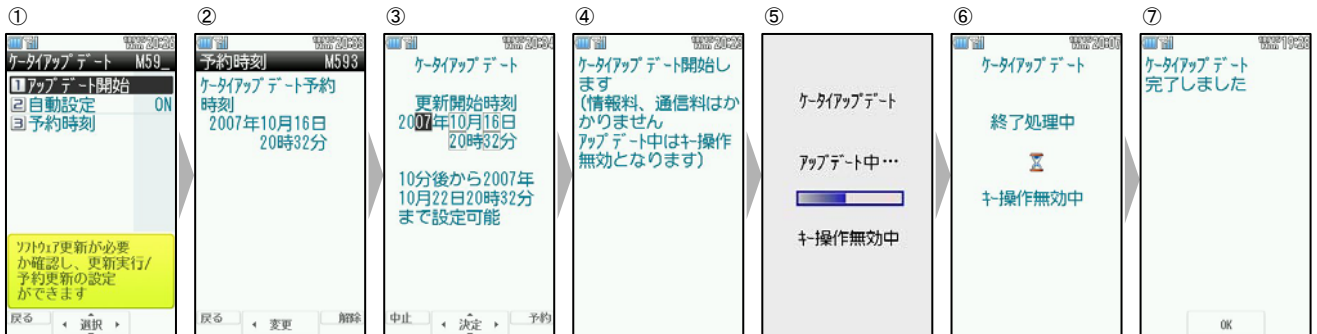 ① ② ③ ④ ⑤ ⑥ ⑦
ケータイアップデート M59_
1アップデート開始
2自動設定 ON
3予約時刻
ソフトウェア更新が必要
か確認し、更新実行/
予約更新の設定
ができます
戻る 選択
予約時刻 M593
ケータイアップデート予約
時刻
2007年10月16日
20時32分
戻る 変更 解除
ケータイアップデート
更新開始時刻
2007年10月16日
20時32分
10分後から2007年
10月22日20時32分
まで設定可能
中止 決定 予約
ケータイアップデート開始し
ます
(情報料、通信料はか
かりません
アップデート中はキー操作
無効となります)
ケータイアップデート
アップデート中…
キー操作無効中
ケータイアップデート
終了処理中
キー操作無効中
ケータイアップデート
完了しました
OK